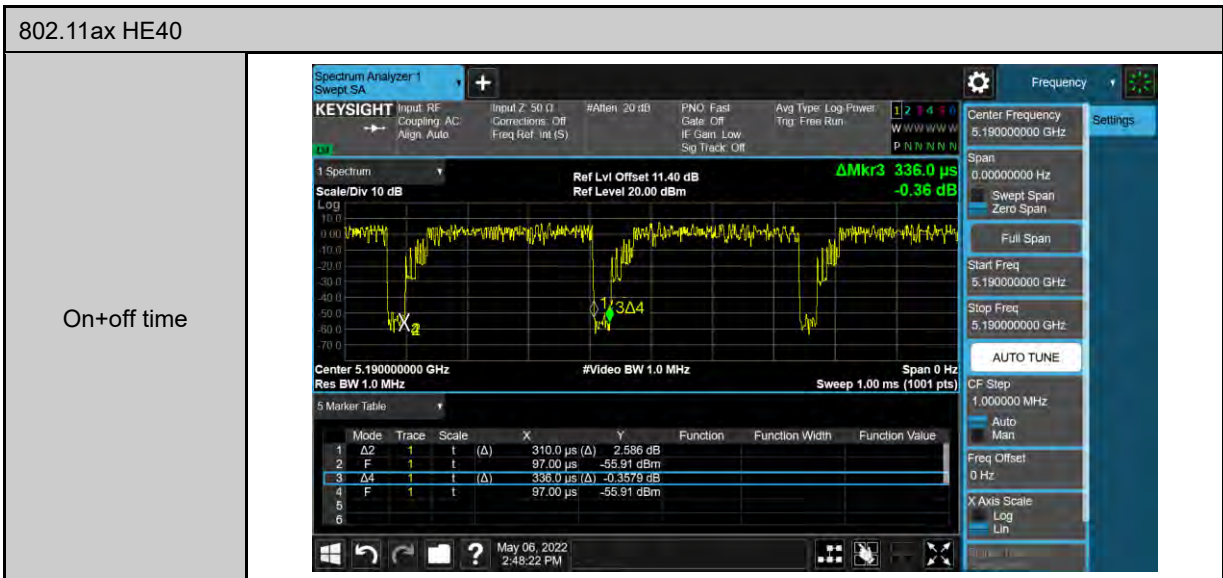 802.11ax HE40
On+off time
Spectrum Analyzer 1
Swept SA
+
Frequency
KEYSIGHT Input: RF Input Z: 50 Ω #Atten: 20 dB PNO: Fast Avg Type: Log-Power 1 2 3 4 5 6
Coupling: AC Corrections: Off Gate: Off Trig: Free Run W W W W W W
Align: Auto Freq Ref: Int (S) IF Gain: Low
Sig Track: Off P N N N N N
Center Frequency
5.190000000 GHz
Settings
Span
0.00000000 Hz
Swept Span
Zero Span
Full Span
Start Freq
5.190000000 GHz
Stop Freq
5.190000000 GHz
AUTO TUNE
CF Step
1.000000 MHz
Auto
Man
Freq Offset
0 Hz
X Axis Scale
Log
Lin
1 Spectrum
Ref Lvl Offset 11.40 dB ΔMkr3 336.0 µs
Scale/Div 10 dB Ref Level 20.00 dBm -0.36 dB
Log
10.0
0.00
-10.0
-20.0
-30.0
-40.0
-50.0
-60.0
-70.0
3Δ4
Center 5.190000000 GHz #Video BW 1.0 MHz Span 0 Hz
Res BW 1.0 MHz Sweep 1.00 ms (1001 pts)
5 Marker Table
Mode Trace Scale X Y Function Function Width Function Value
1 Δ2 1 t (Δ) 310.0 µs (Δ) 2.586 dB
2 F 1 t 97.00 µs -55.91 dBm
3 Δ4 1 t (Δ) 336.0 µs (Δ) -0.3579 dB
4 F 1 t 97.00 µs -55.91 dBm
5
6
? May 06, 2022
2:48:22 PM